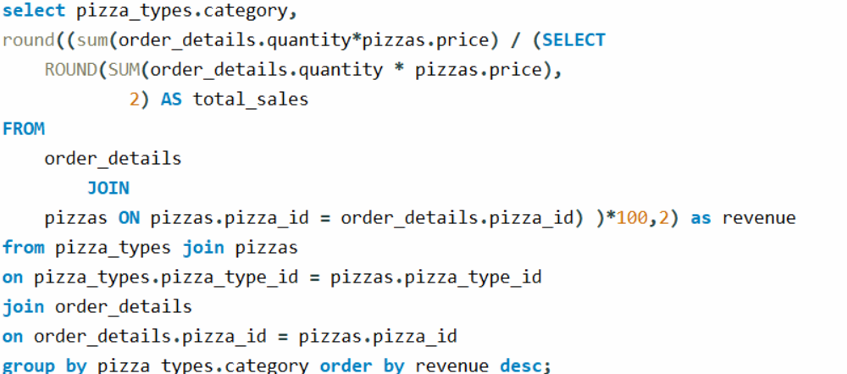 select pizza_types.category,
round((sum(order_details.quantity*pizzas.price) / (SELECT
ROUND(SUM(order_details.quantity * pizzas.price),
2) AS total_sales
FROM
order_details
JOIN
pizzas ON pizzas.pizza_id = order_details.pizza_id) )*100,2) as revenue
from pizza_types join pizzas
on pizza_types.pizza_type_id = pizzas.pizza_type_id
join order_details
on order_details.pizza_id = pizzas.pizza_id
group by pizza_types.category order by revenue desc;